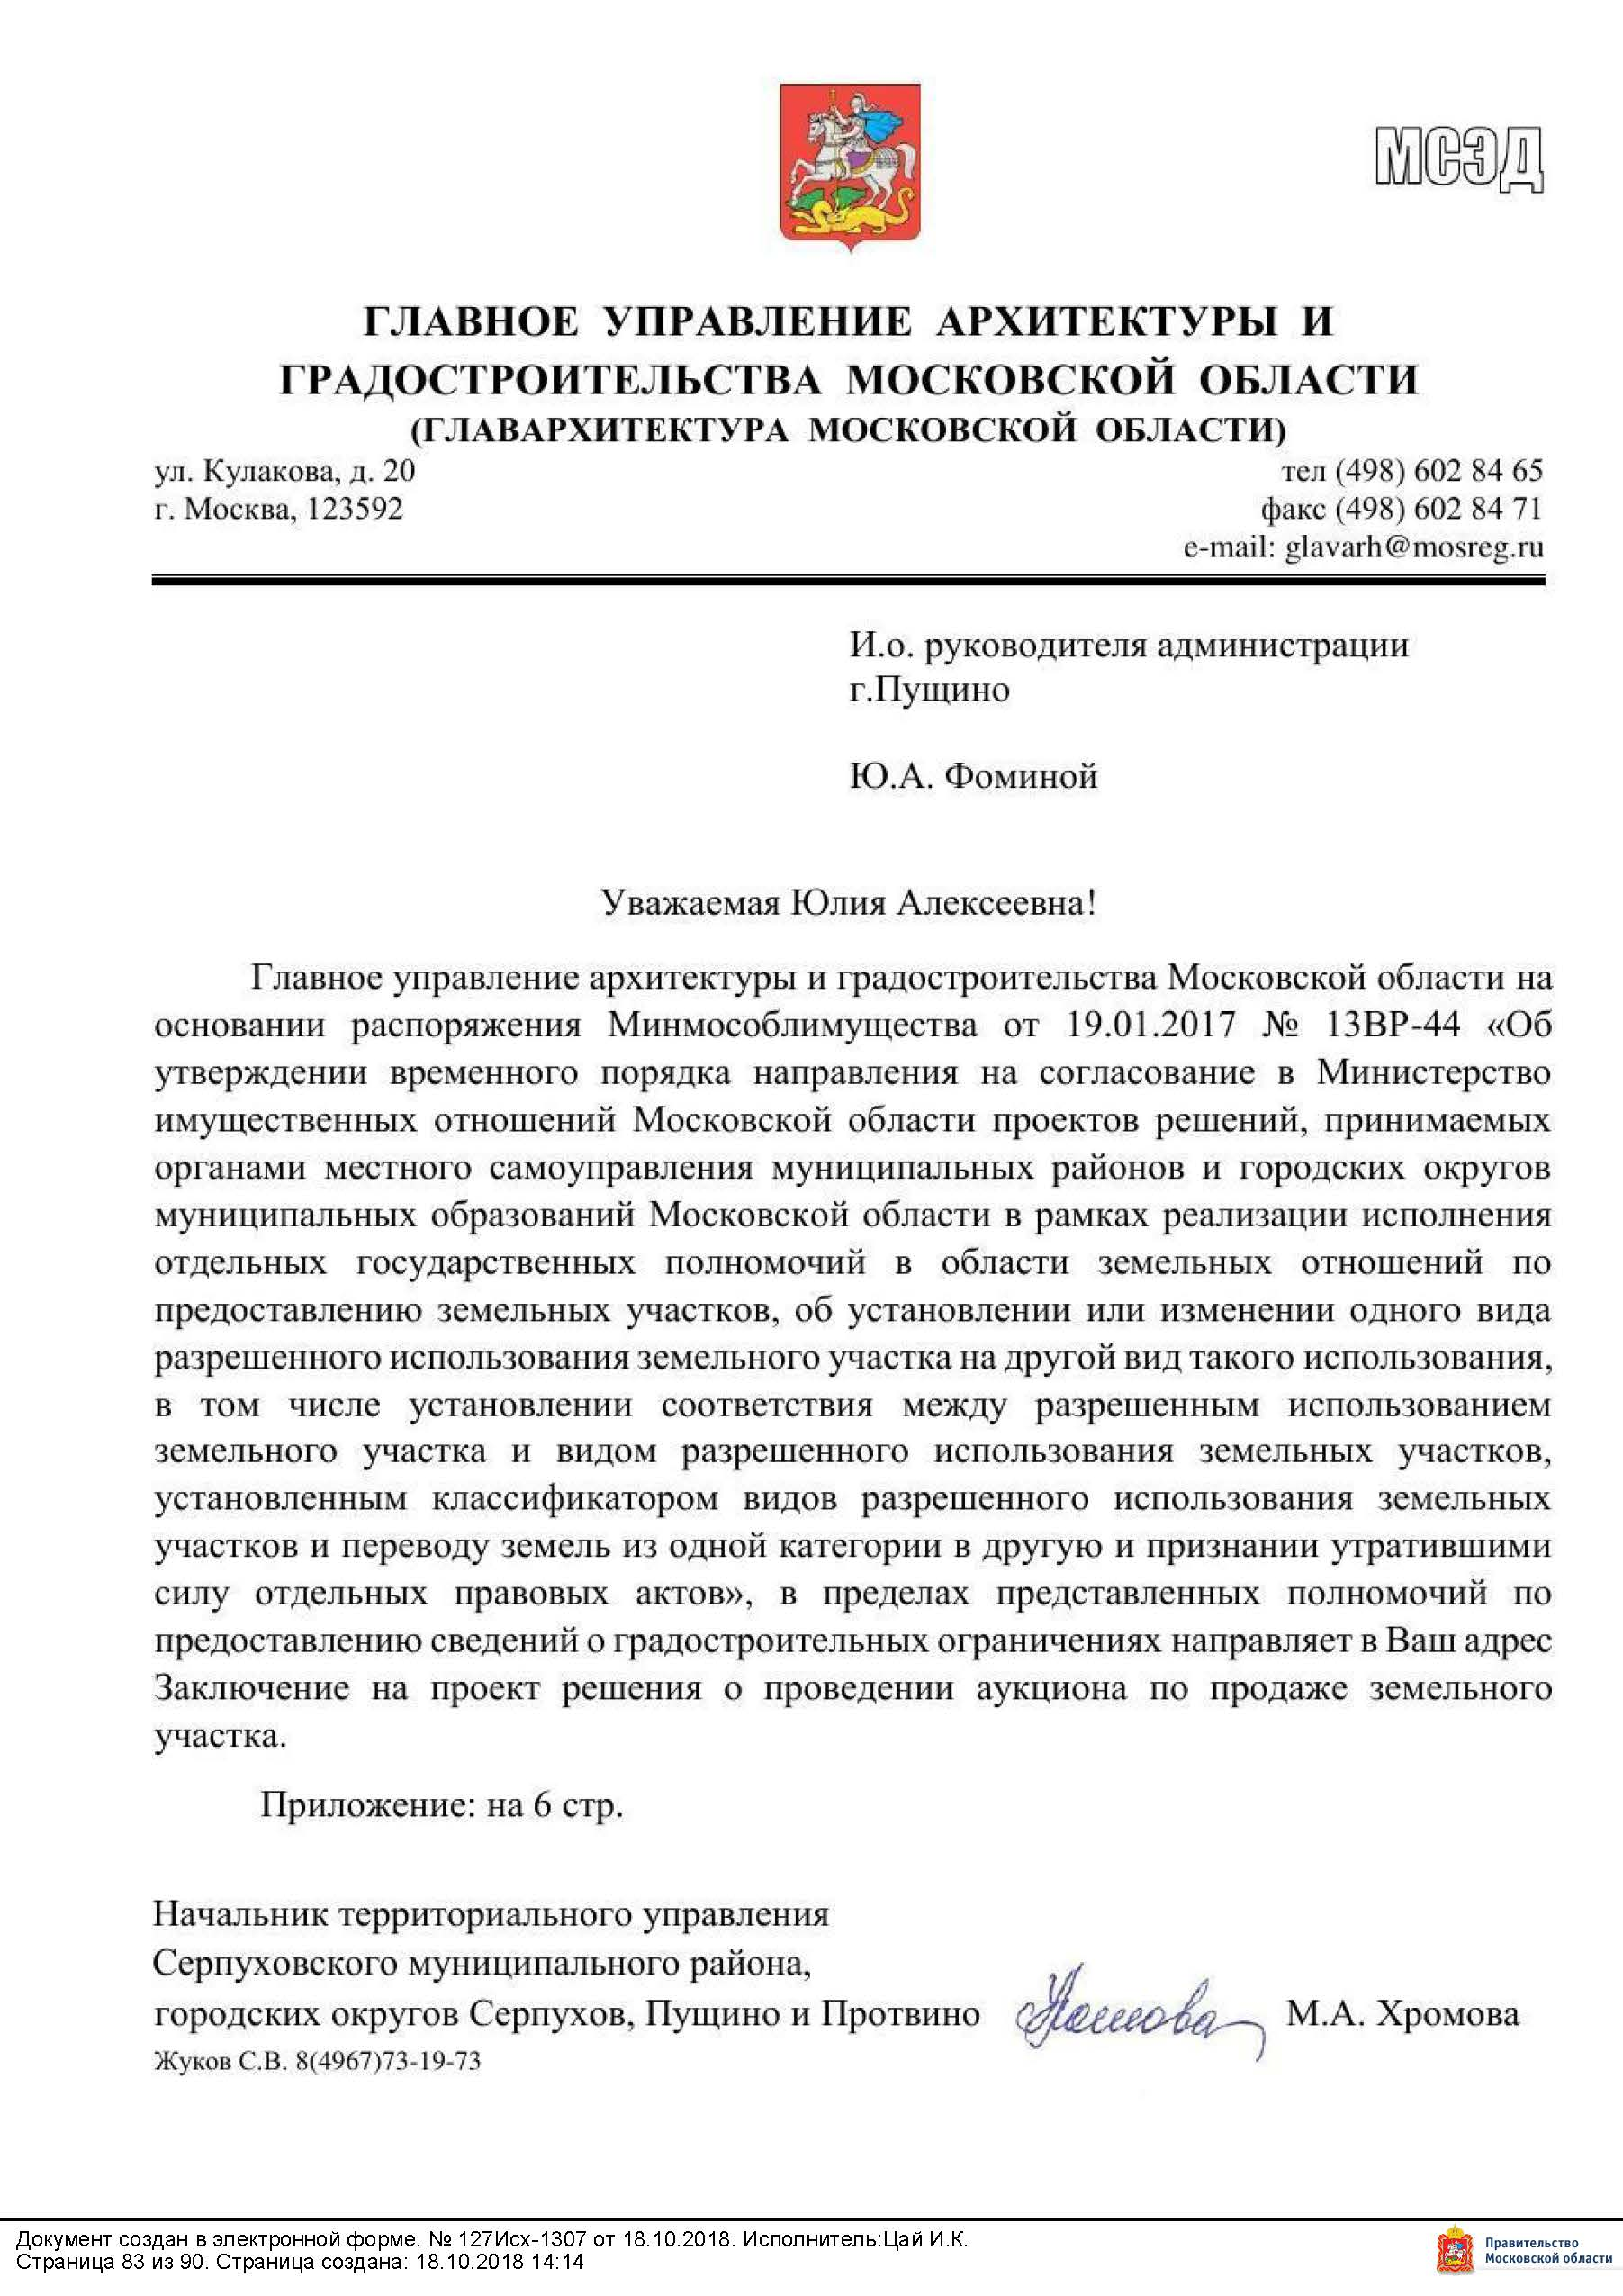 МСЭД
ГЛАВНОЕ УПРАВЛЕНИЕ АРХИТЕКТУРЫ И
ГРАДОСТРОИТЕЛЬСТВА МОСКОВСКОЙ ОБЛАСТИ
(ГЛАВАРХИТЕКТУРА МОСКОВСКОЙ ОБЛАСТИ)
ул. Кулакова, д. 20
г. Москва, 123592
тел (498) 602 84 65
факс (498) 602 84 71
e-mail: glavarh@mosreg.ru
И.о. руководителя администрации
г.Пущино
Ю.А. Фоминой
Уважаемая Юлия Алексеевна!
Главное управление архитектуры и градостроительства Московской области на
основании распоряжения Минмособлимущества от 19.01.2017 № 13ВР-44 «Об
утверждении временного порядка направления на согласование в Министерство
имущественных отношений Московской области проектов решений, принимаемых
органами местного самоуправления муниципальных районов и городских округов
муниципальных образований Московской области в рамках реализации исполнения
отдельных государственных полномочий в области земельных отношений по
предоставлению земельных участков, об установлении или изменении одного вида
разрешенного использования земельного участка на другой вид такого использования,
в том числе установлении соответствия между разрешенным использованием
земельного участка и видом разрешенного использования земельных участков,
установленным классификатором видов разрешенного использования земельных
участков и переводу земель из одной категории в другую и признании утратившими
силу отдельных правовых актов», в пределах представленных полномочий по
предоставлению сведений о градостроительных ограничениях направляет в Ваш адрес
Заключение на проект решения о проведении аукциона по продаже земельного
участка.
Приложение: на 6 стр.
Начальник территориального управления
Серпуховского муниципального района,
городских округов Серпухов, Пущино и Протвино
М.А. Хромова
Жуков С.В. 8(4967)73-19-73
Документ создан в электронной форме. № 127Исх-1307 от 18.10.2018. Исполнитель:Цай И.К.
Страница 83 из 90. Страница создана: 18.10.2018 14:14
Правительство
Московской области